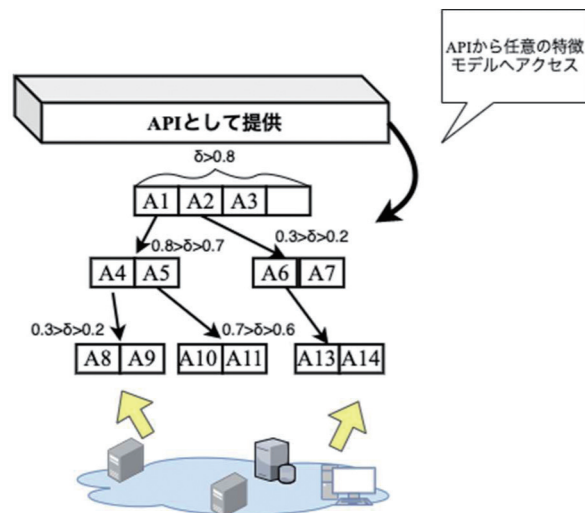 APIから任意の特徴
モデルへアクセス
APIとして提供
δ>0.8
A1 A2 A3
0.8>δ>0.7
0.3>δ>0.2
A4 A5
A6 A7
0.3>δ>0.2
0.7>δ>0.6
A8 A9
A10 A11
A13 A14